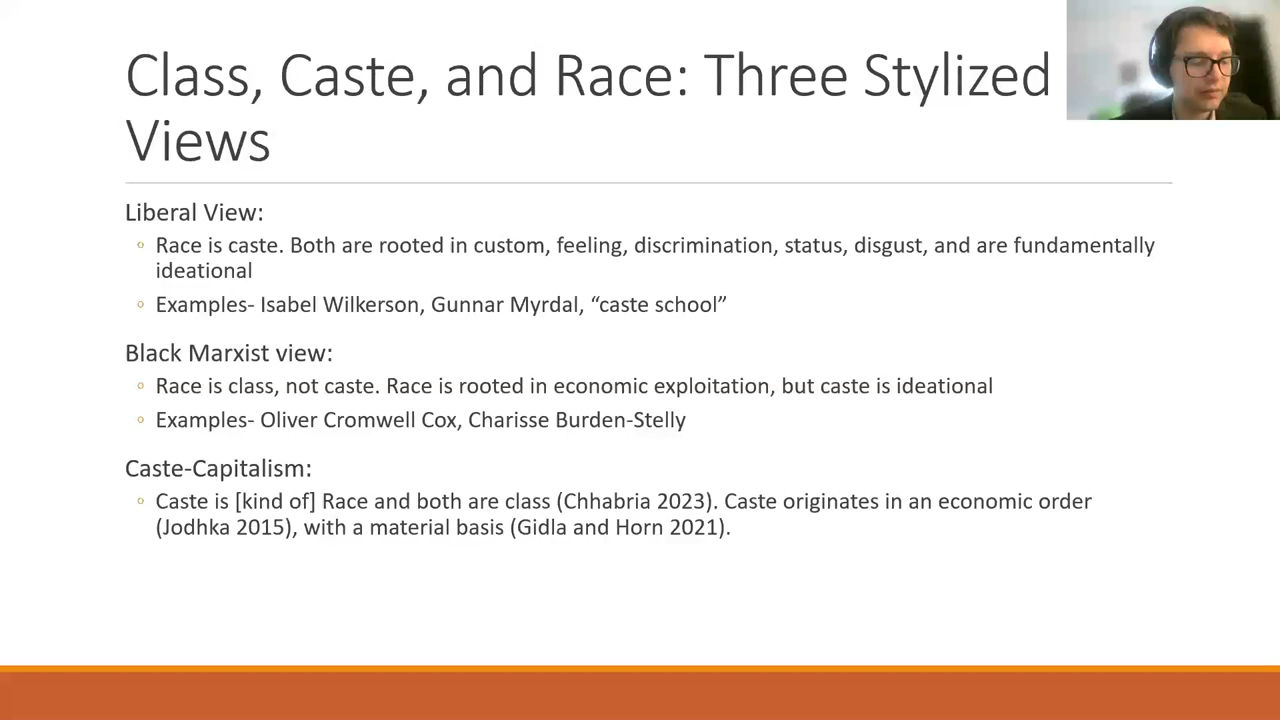 Class, Caste, and Race: Three Stylized
Views
Liberal View:
◦ Race is caste. Both are rooted in custom, feeling, discrimination, status, disgust, and are fundamentally
ideational
◦ Examples- Isabel Wilkerson, Gunnar Myrdal, “caste school”
Black Marxist view:
◦ Race is class, not caste. Race is rooted in economic exploitation, but caste is ideational
◦ Examples- Oliver Cromwell Cox, Charisse Burden-Stelly
Caste-Capitalism:
◦ Caste is [kind of] Race and both are class (Chhabria 2023). Caste originates in an economic order
(Jodhka 2015), with a material basis (Gidla and Horn 2021).